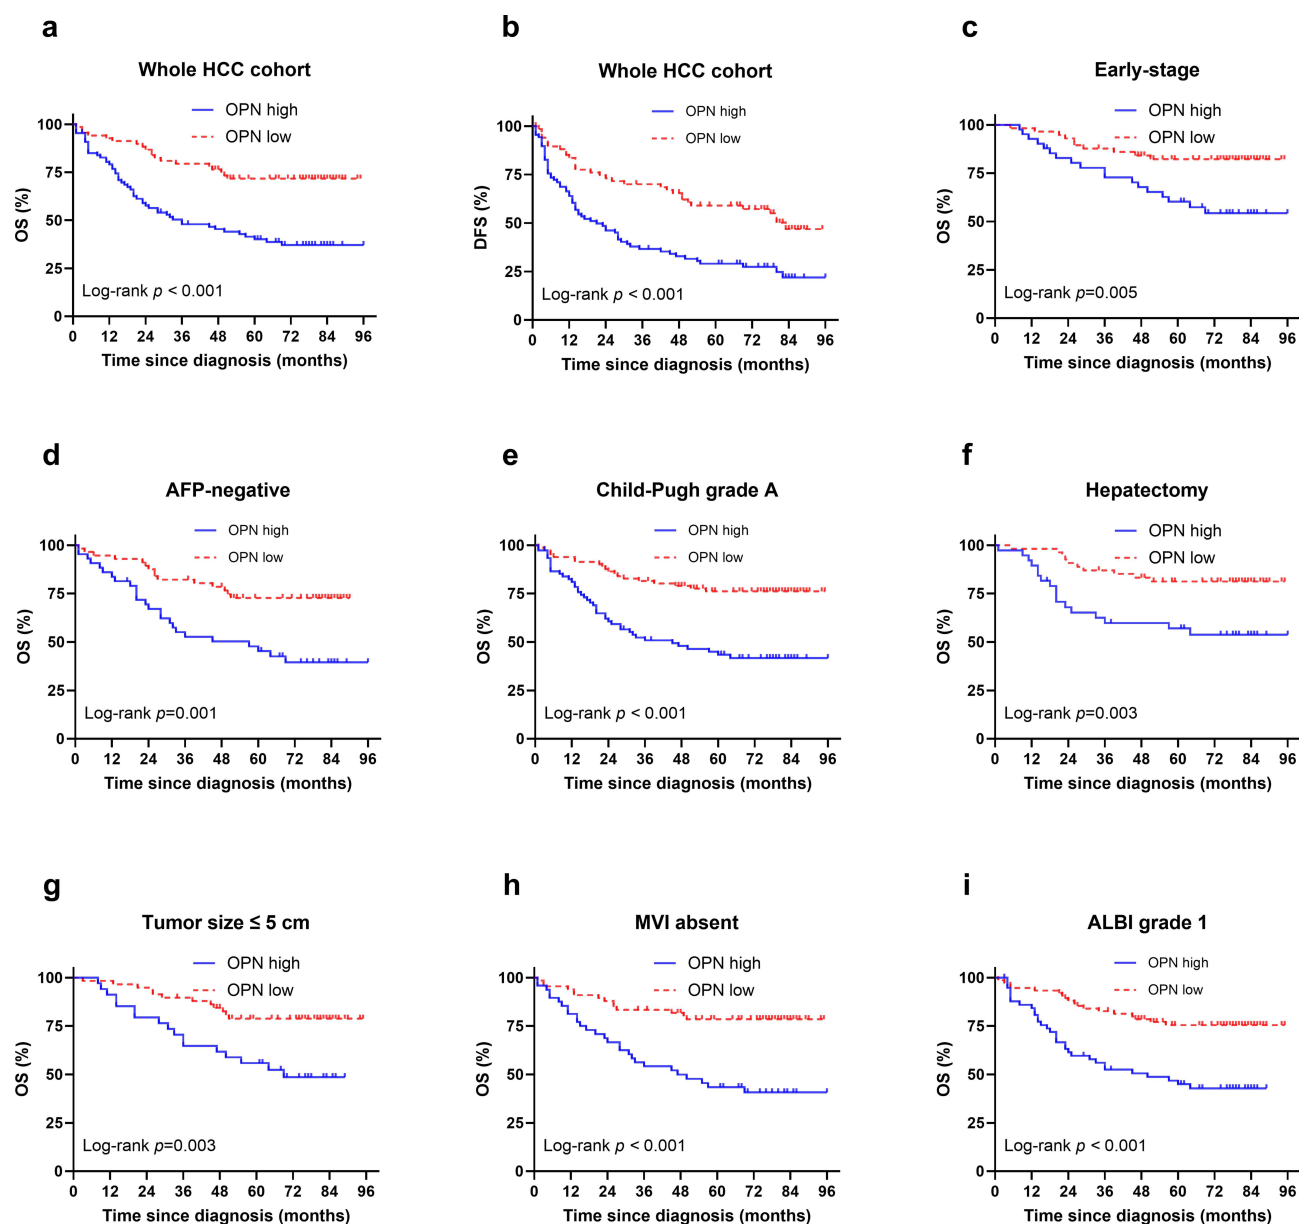 a
Whole HCC cohort
OPN high
OPN low
100
75
50
25
0
OS (%)
Log-rank p < 0.001
0 12 24 36 48 60 72 84 96
Time since diagnosis (months)
b
Whole HCC cohort
OPN high
OPN low
100
75
50
25
0
DFS (%)
Log-rank p < 0.001
0 12 24 36 48 60 72 84 96
Time since diagnosis (months)
c
Early-stage
OPN high
OPN low
100
75
50
25
0
OS (%)
Log-rank p=0.005
0 12 24 36 48 60 72 84 96
Time since diagnosis (months)
d
AFP-negative
OPN high
OPN low
100
75
50
25
0
OS (%)
Log-rank p=0.001
0 12 24 36 48 60 72 84 96
Time since diagnosis (months)
e
Child-Pugh grade A
OPN high
OPN low
100
75
50
25
0
OS (%)
Log-rank p < 0.001
0 12 24 36 48 60 72 84 96
Time since diagnosis (months)
f
Hepatectomy
OPN high
OPN low
100
75
50
25
0
OS (%)
Log-rank p=0.003
0 12 24 36 48 60 72 84 96
Time since diagnosis (months)
g
Tumor size ≤ 5 cm
OPN high
OPN low
100
75
50
25
0
OS (%)
Log-rank p=0.003
0 12 24 36 48 60 72 84 96
Time since diagnosis (months)
h
MVI absent
OPN high
OPN low
100
75
50
25
0
OS (%)
Log-rank p < 0.001
0 12 24 36 48 60 72 84 96
Time since diagnosis (months)
i
ALBI grade 1
OPN high
OPN low
100
75
50
25
0
OS (%)
Log-rank p < 0.001
0 12 24 36 48 60 72 84 96
Time since diagnosis (months)